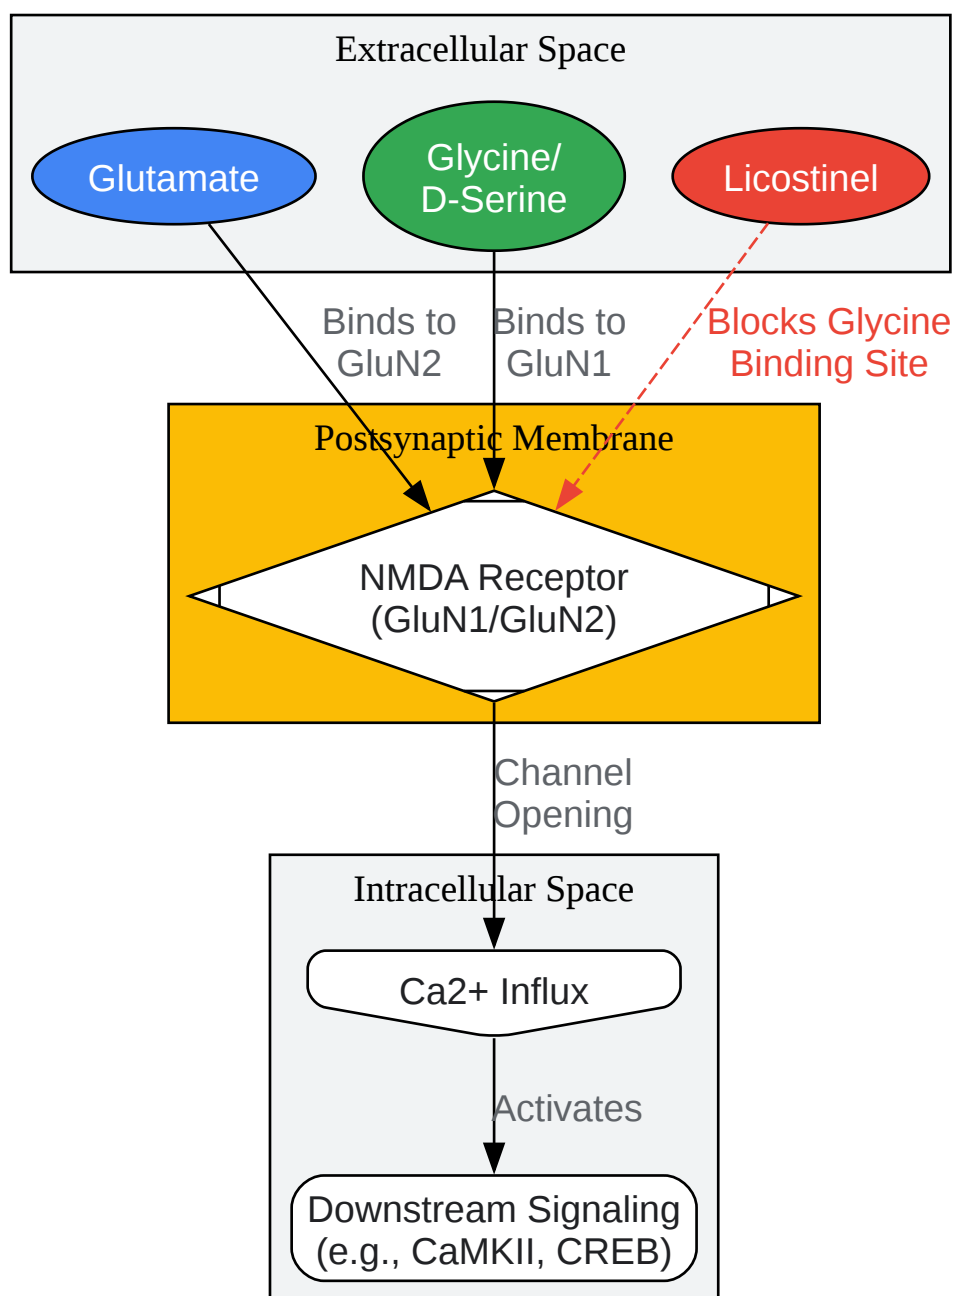 Extracellular Space
Glutamate
Glycine/
D-Serine
Licostinel
Binds to
GluN2
Binds to
GluN1
Blocks Glycine
Binding Site
Postsynaptic Membrane
NMDA Receptor
(GluN1/GluN2)
Channel
Opening
Intracellular Space
Ca2+ Influx
Activates
Downstream Signaling
(e.g., CaMKII, CREB)